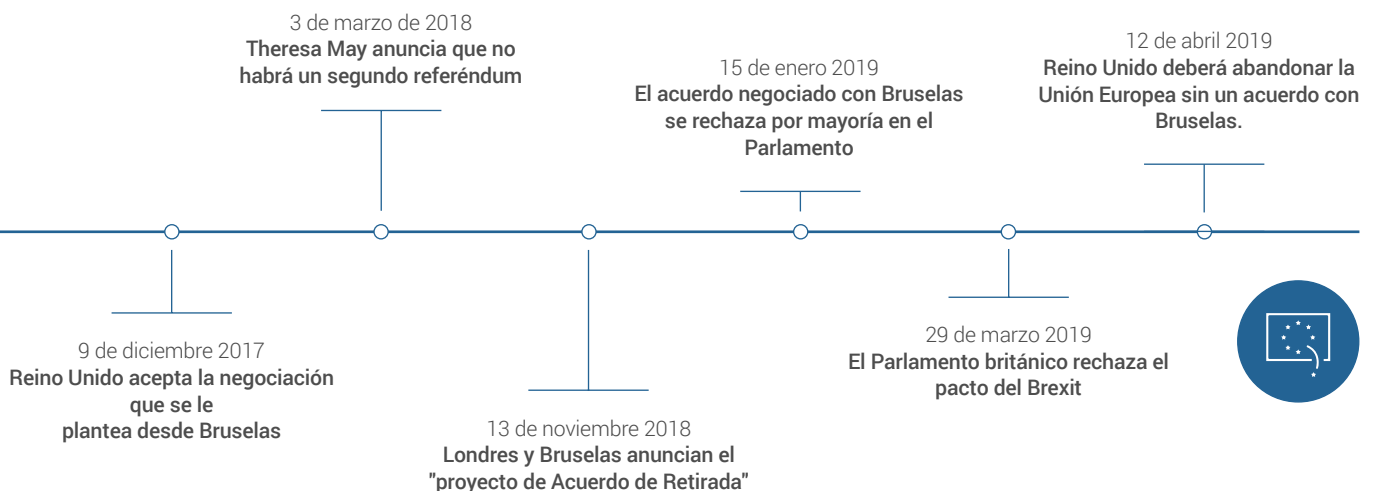 3 de marzo de 2018
Theresa May anuncia que no
habrá un segundo referéndum
15 de enero 2019
El acuerdo negociado con Bruselas
se rechaza por mayoría en el
Parlamento
12 de abril 2019
Reino Unido deberá abandonar la
Unión Europea sin un acuerdo con
Bruselas.
9 de diciembre 2017
Reino Unido acepta la negociación
que se le
plantea desde Bruselas
13 de noviembre 2018
Londres y Bruselas anuncian el
"proyecto de Acuerdo de Retirada"
29 de marzo 2019
El Parlamento británico rechaza el
pacto del Brexit